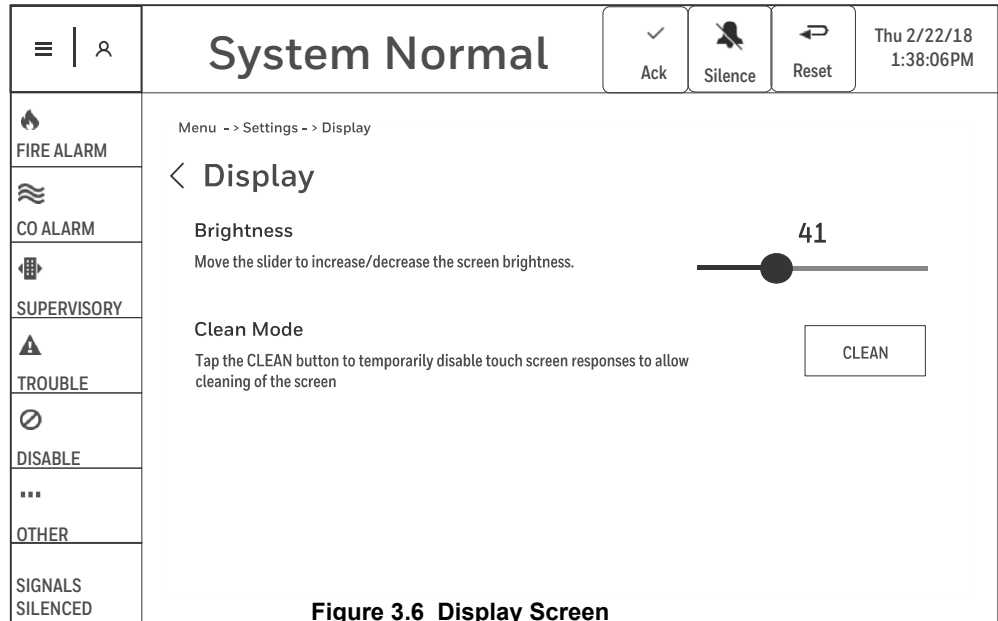 System Normal
Ack
Silence
Reset
Thu 2/22/18
1:38:06PM
FIRE ALARM
CO ALARM
SUPERVISORY
TROUBLE
DISABLE
OTHER
SIGNALS
SILENCED
Menu -> Settings -> Display
Display
Brightness
41
Move the slider to increase/decrease the screen brightness.
Clean Mode
Tap the CLEAN button to temporarily disable touch screen responses to allow
cleaning of the screen
CLEAN
Figure 3.6 Display Screen